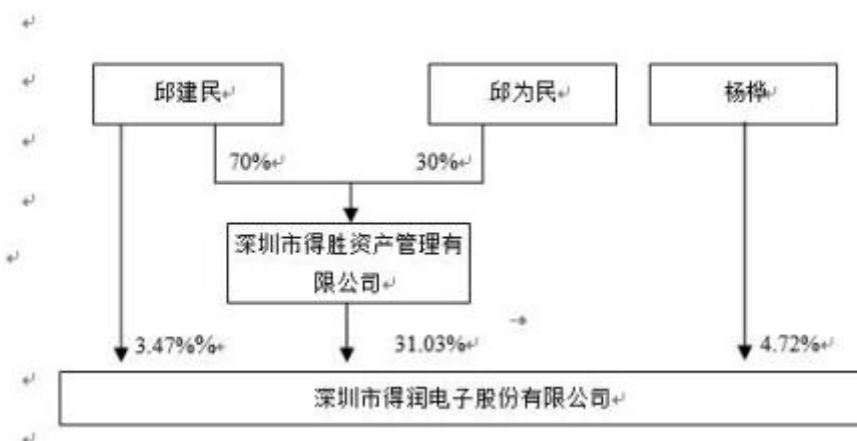 邱建民
邱为民
杨桦
70%
30%
深圳市得胜资产管理有
限公司
3.47%%
31.03%
4.72%
深圳市得润电子股份有限公司